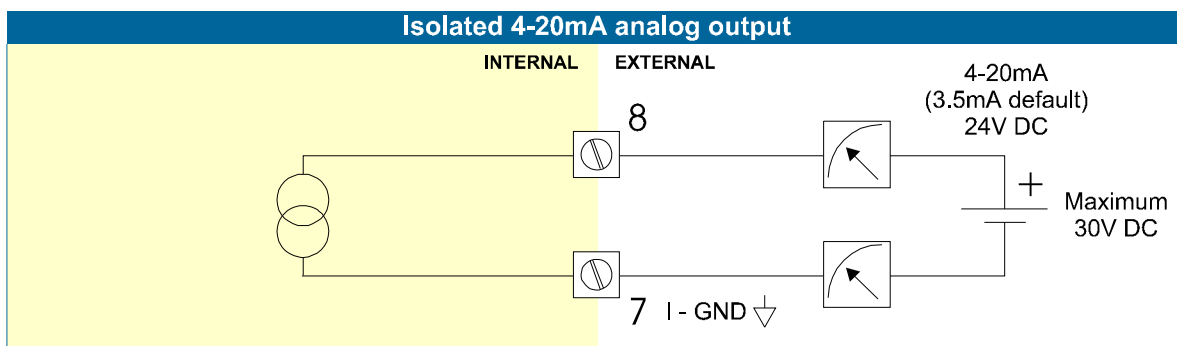 Isolated 4-20mA analog output
INTERNAL EXTERNAL
4-20mA
(3.5mA default)
24V DC
8
+
Maximum
30V DC
7 I - GND